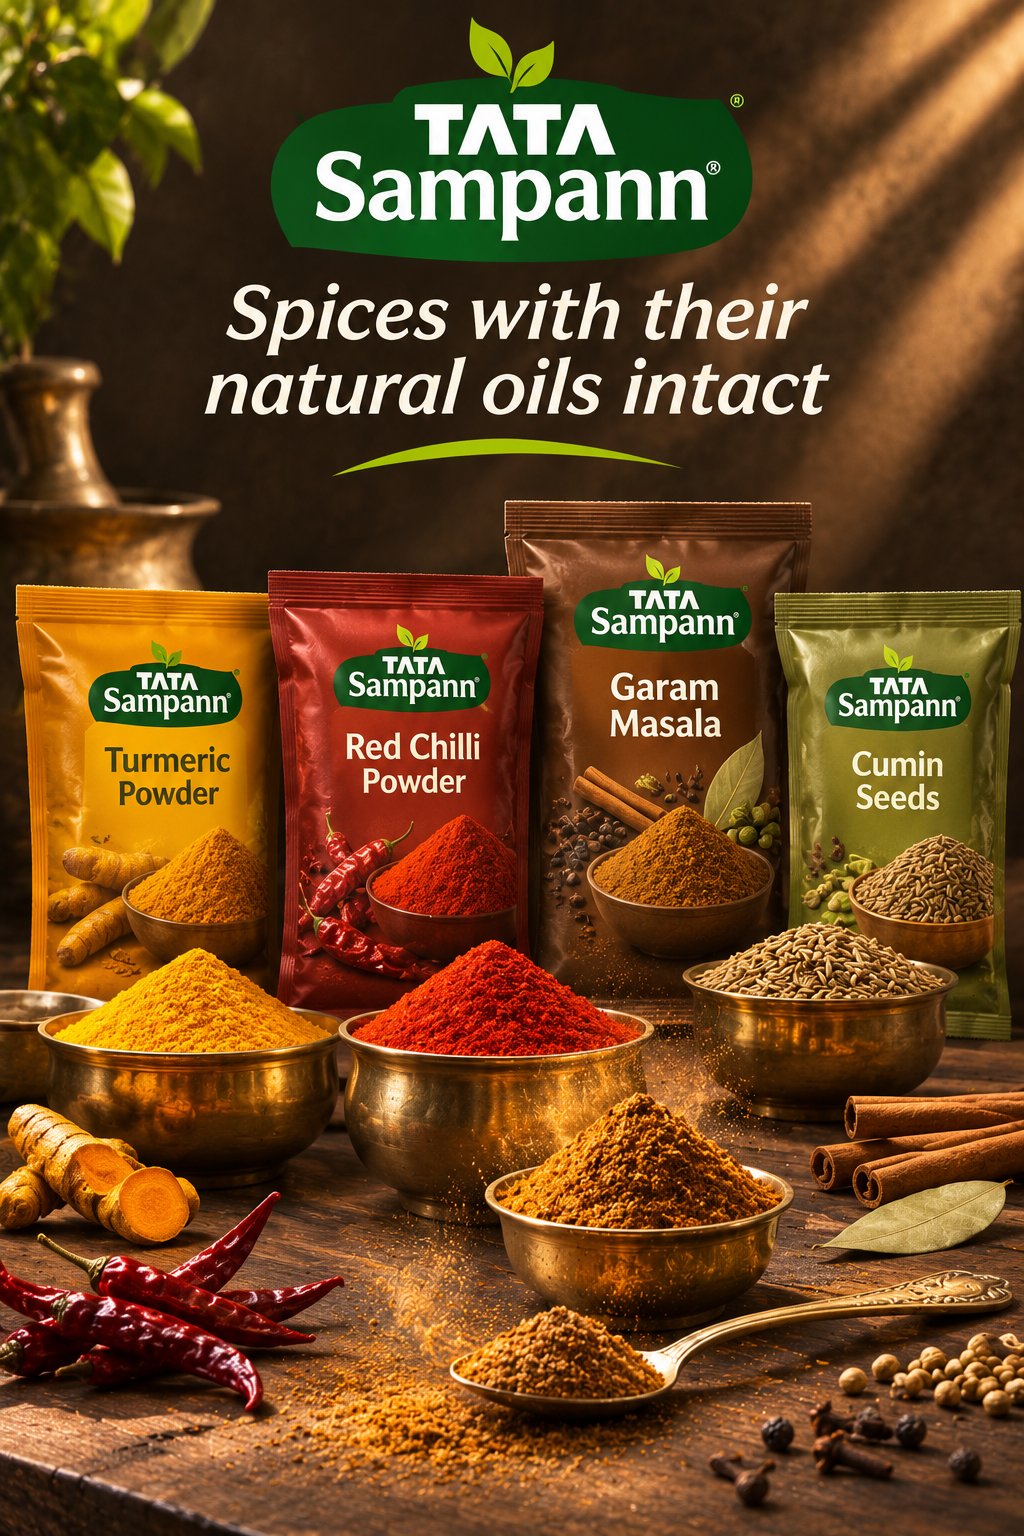 TATA
Sampann®
®
Spices with their
natural oils intact
TATA
Sampann®
Turmeric
Powder
TATA
Sampann®
Red Chilli
Powder
TATA
Sampann®
Garam
Masala
TATA
Sampann®
Cumin
Seeds